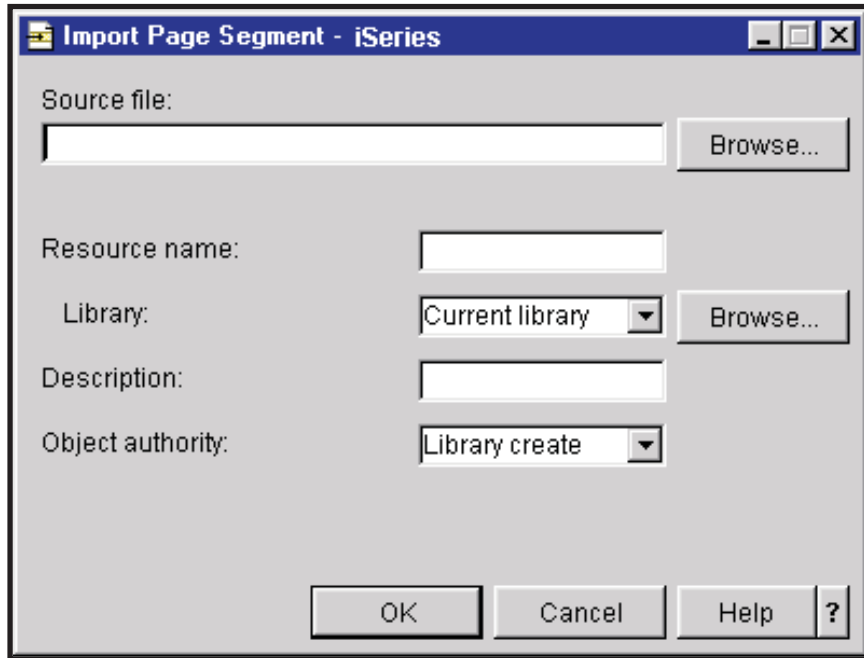 Import Page Segment - iSeries
Source file:
Browse...
Resource name:
Library:
Current library
Browse...
Description:
Object authority:
Library create
OK
Cancel
Help
?